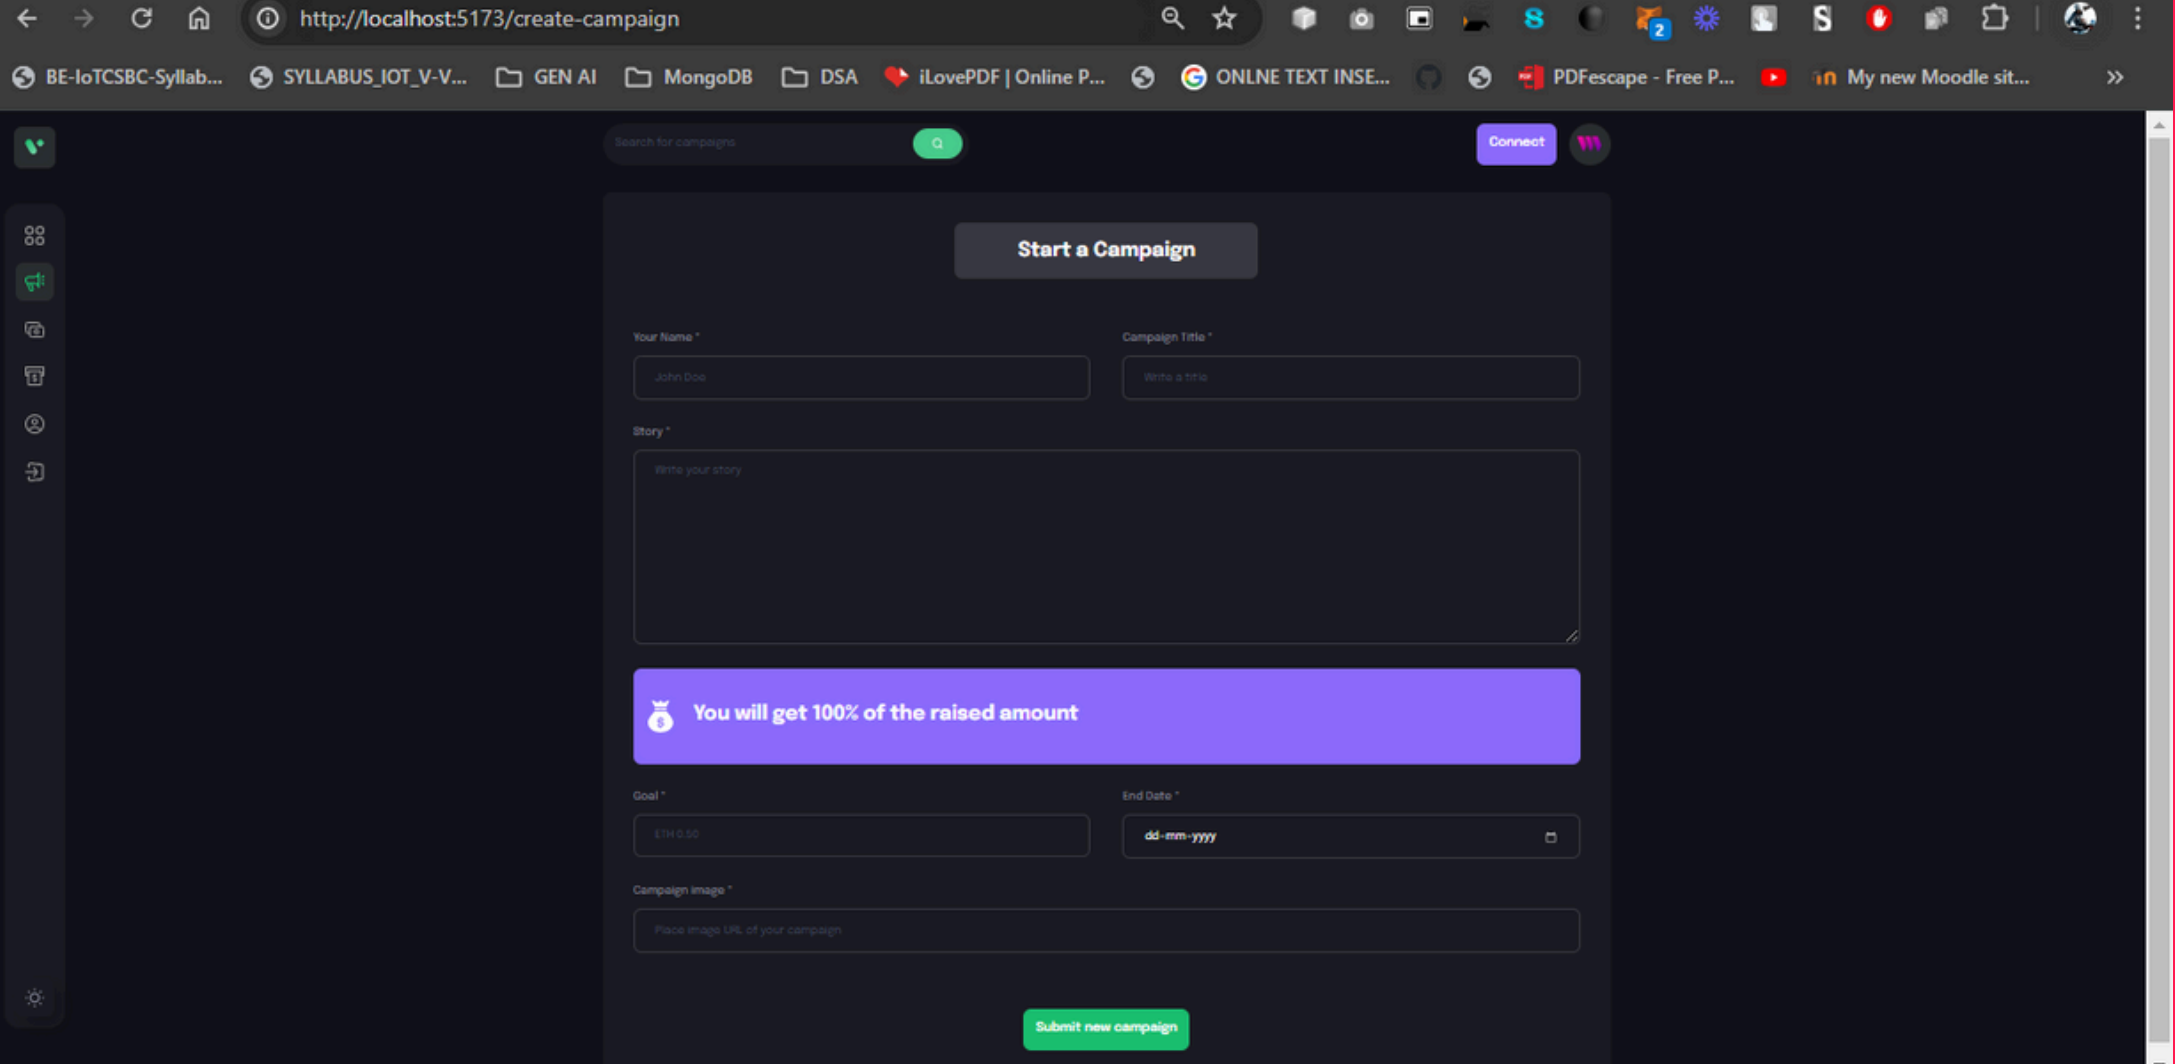 http://localhost:5173/create-campaign
2
BE-IoTCSBC-Syllab...
SYLLABUS_IOT_V-V...
GEN AI
MongoDB
DSA
iLovePDF | Online P...
ONLNE TEXT INSE...
PDFescape - Free P...
My new Moodle sit...
Search for campaigns
Connect
Start a Campaign
Your Name *
Campaign Title *
John Doe
Write a title
Story *
Write your story
You will get 100% of the raised amount
Goal *
End Date *
ETH 0.50
dd-mm-yyyy
Campaign image *
Place image URL of your campaign
Submit new campaign